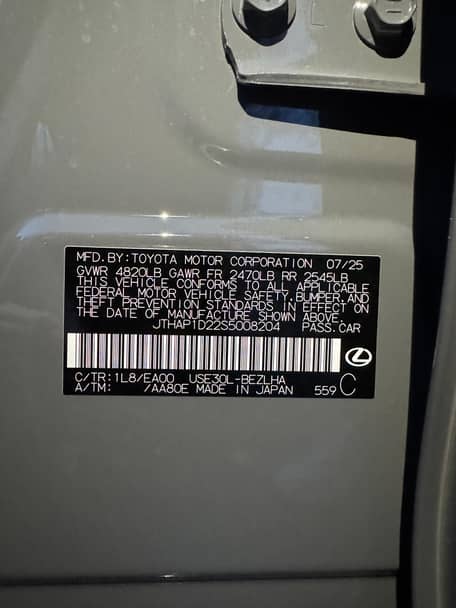 L
MFD. BY: TOYOTA MOTOR CORPORATION 07/25
GVWR 4820LB GAWR FR 2470LB RR 2545LB
THIS VEHICLE CONFORMS TO ALL APPLICABLE
FEDERAL MOTOR VEHICLE SAFETY, BUMPER, AND
THEFT PREVENTION STANDARDS IN EFFECT ON
THE DATE OF MANUFACTURE SHOWN ABOVE.
JTHAP1D22S5008204 PASS. CAR
C/TR: 1L8/EA00 USE30L-BEZLHA
A/TM: /AA80E MADE IN JAPAN 559 C